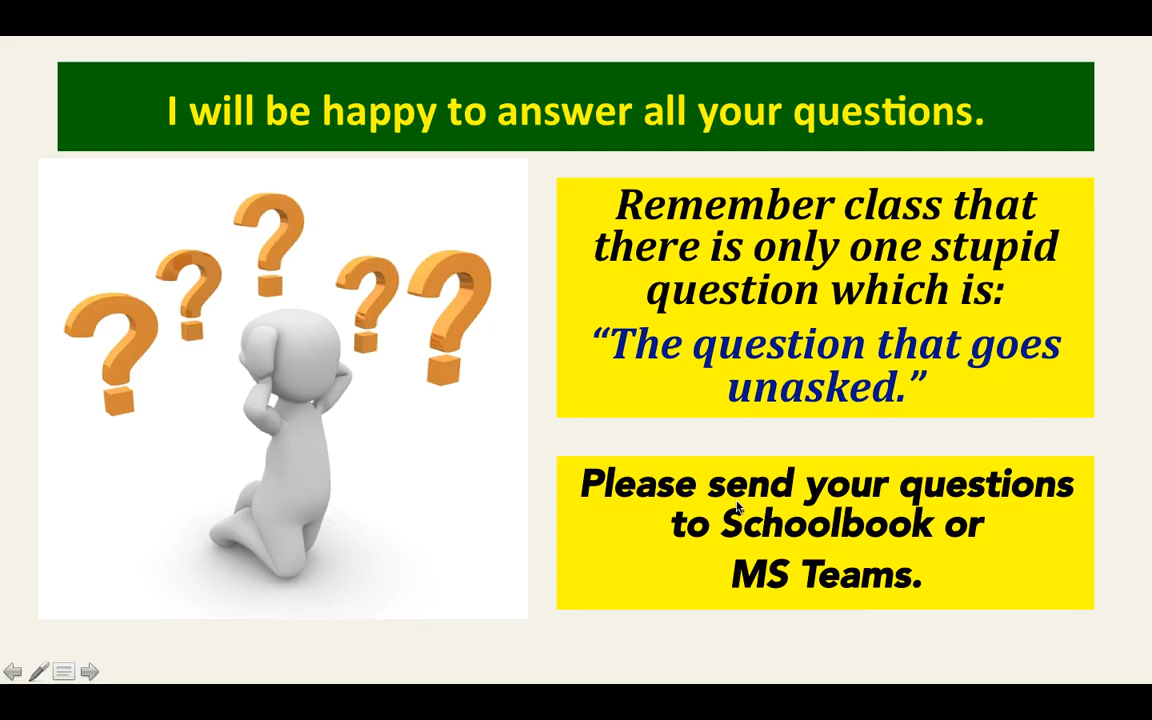 I will be happy to answer all your questions.
Remember class that
there is only one stupid
question which is:
“The question that goes
unasked.”
Please send your questions
to Schoolbook or
MS Teams.